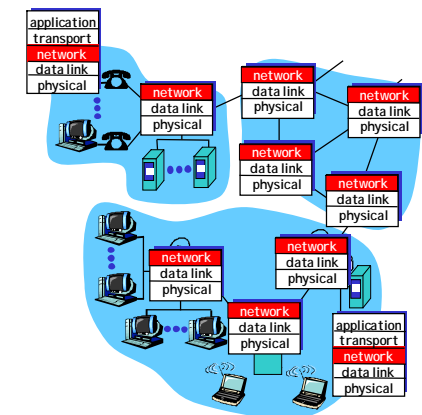 application
transport
network
data link
physical
network
data link
physical
network
data link
physical
network
data link
physical
network
data link
physical
network
data link
physical
network
data link
physical
network
data link
physical
network
data link
physical
application
transport
network
data link
physical